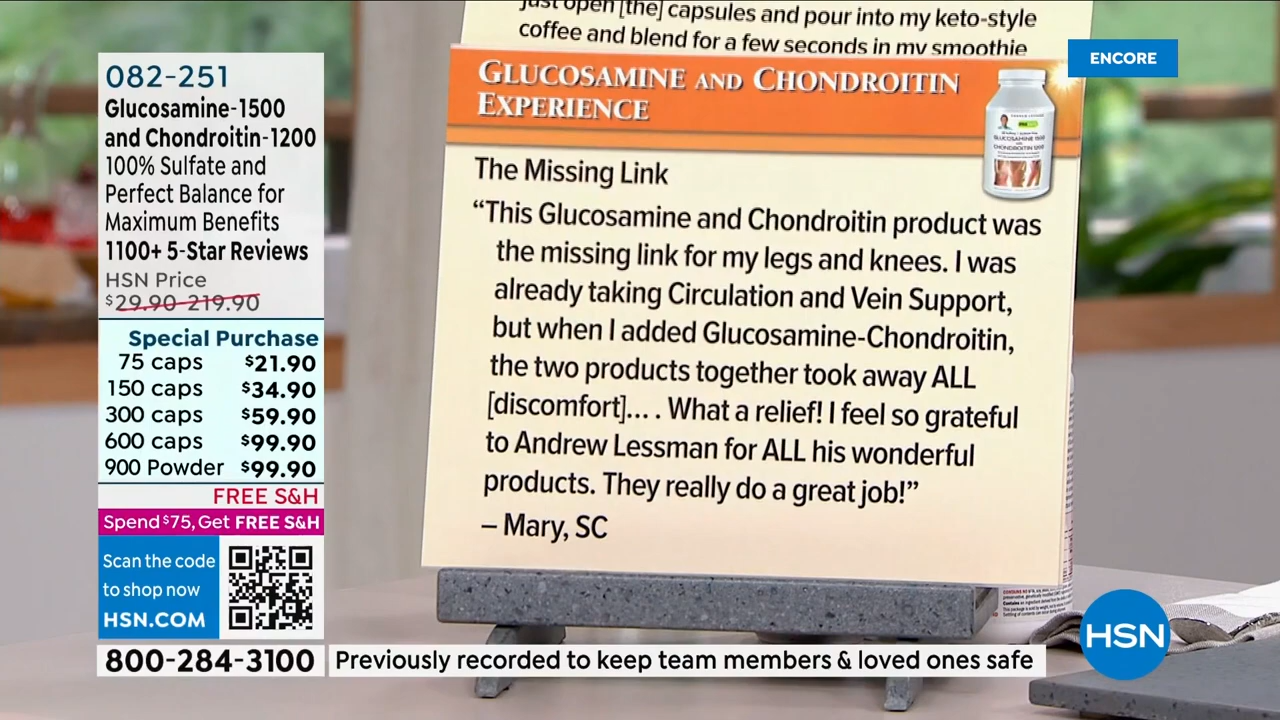 082-251
Glucosamine-1500
and Chondroitin-1200
100% Sulfate and
Perfect Balance for
Maximum Benefits
1100+ 5-Star Reviews
HSN Price
$29.90-219.90
Special Purchase
75 caps $21.90
150 caps $34.90
300 caps $59.90
600 caps $99.90
900 Powder $99.90
FREE S&H
Spend $75, Get FREE S&H
Scan the code
to shop now
HSN.COM
800-284-3100
Previously recorded to keep team members & loved ones safe
just open [the] capsules and pour into my keto-style
coffee and blend for a few seconds in my smoothie
GLUCOSAMINE AND CHONDROITIN
EXPERIENCE
GLUCOSAMINE 1500
CHONDROITIN 1200
The Missing Link
“This Glucosamine and Chondroitin product was
the missing link for my legs and knees. I was
already taking Circulation and Vein Support,
but when I added Glucosamine-Chondroitin,
the two products together took away ALL
[discomfort]... . What a relief! I feel so grateful
to Andrew Lessman for ALL his wonderful
products. They really do a great job!”
– Mary, SC
ENCORE
HSN